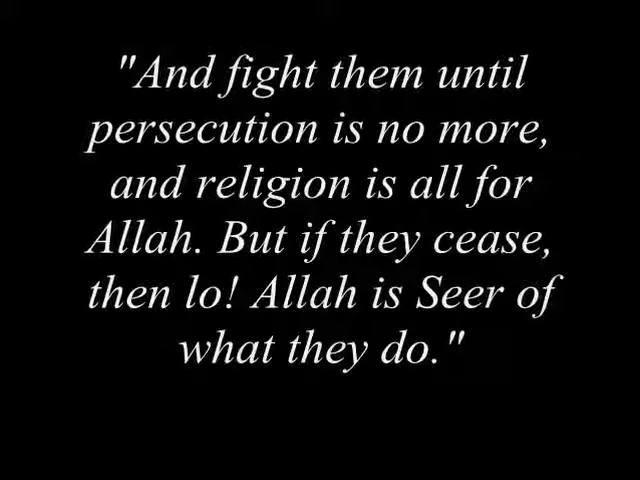 "And fight them until
persecution is no more,
and religion is all for
Allah. But if they cease,
then lo! Allah is Seer of
what they do."